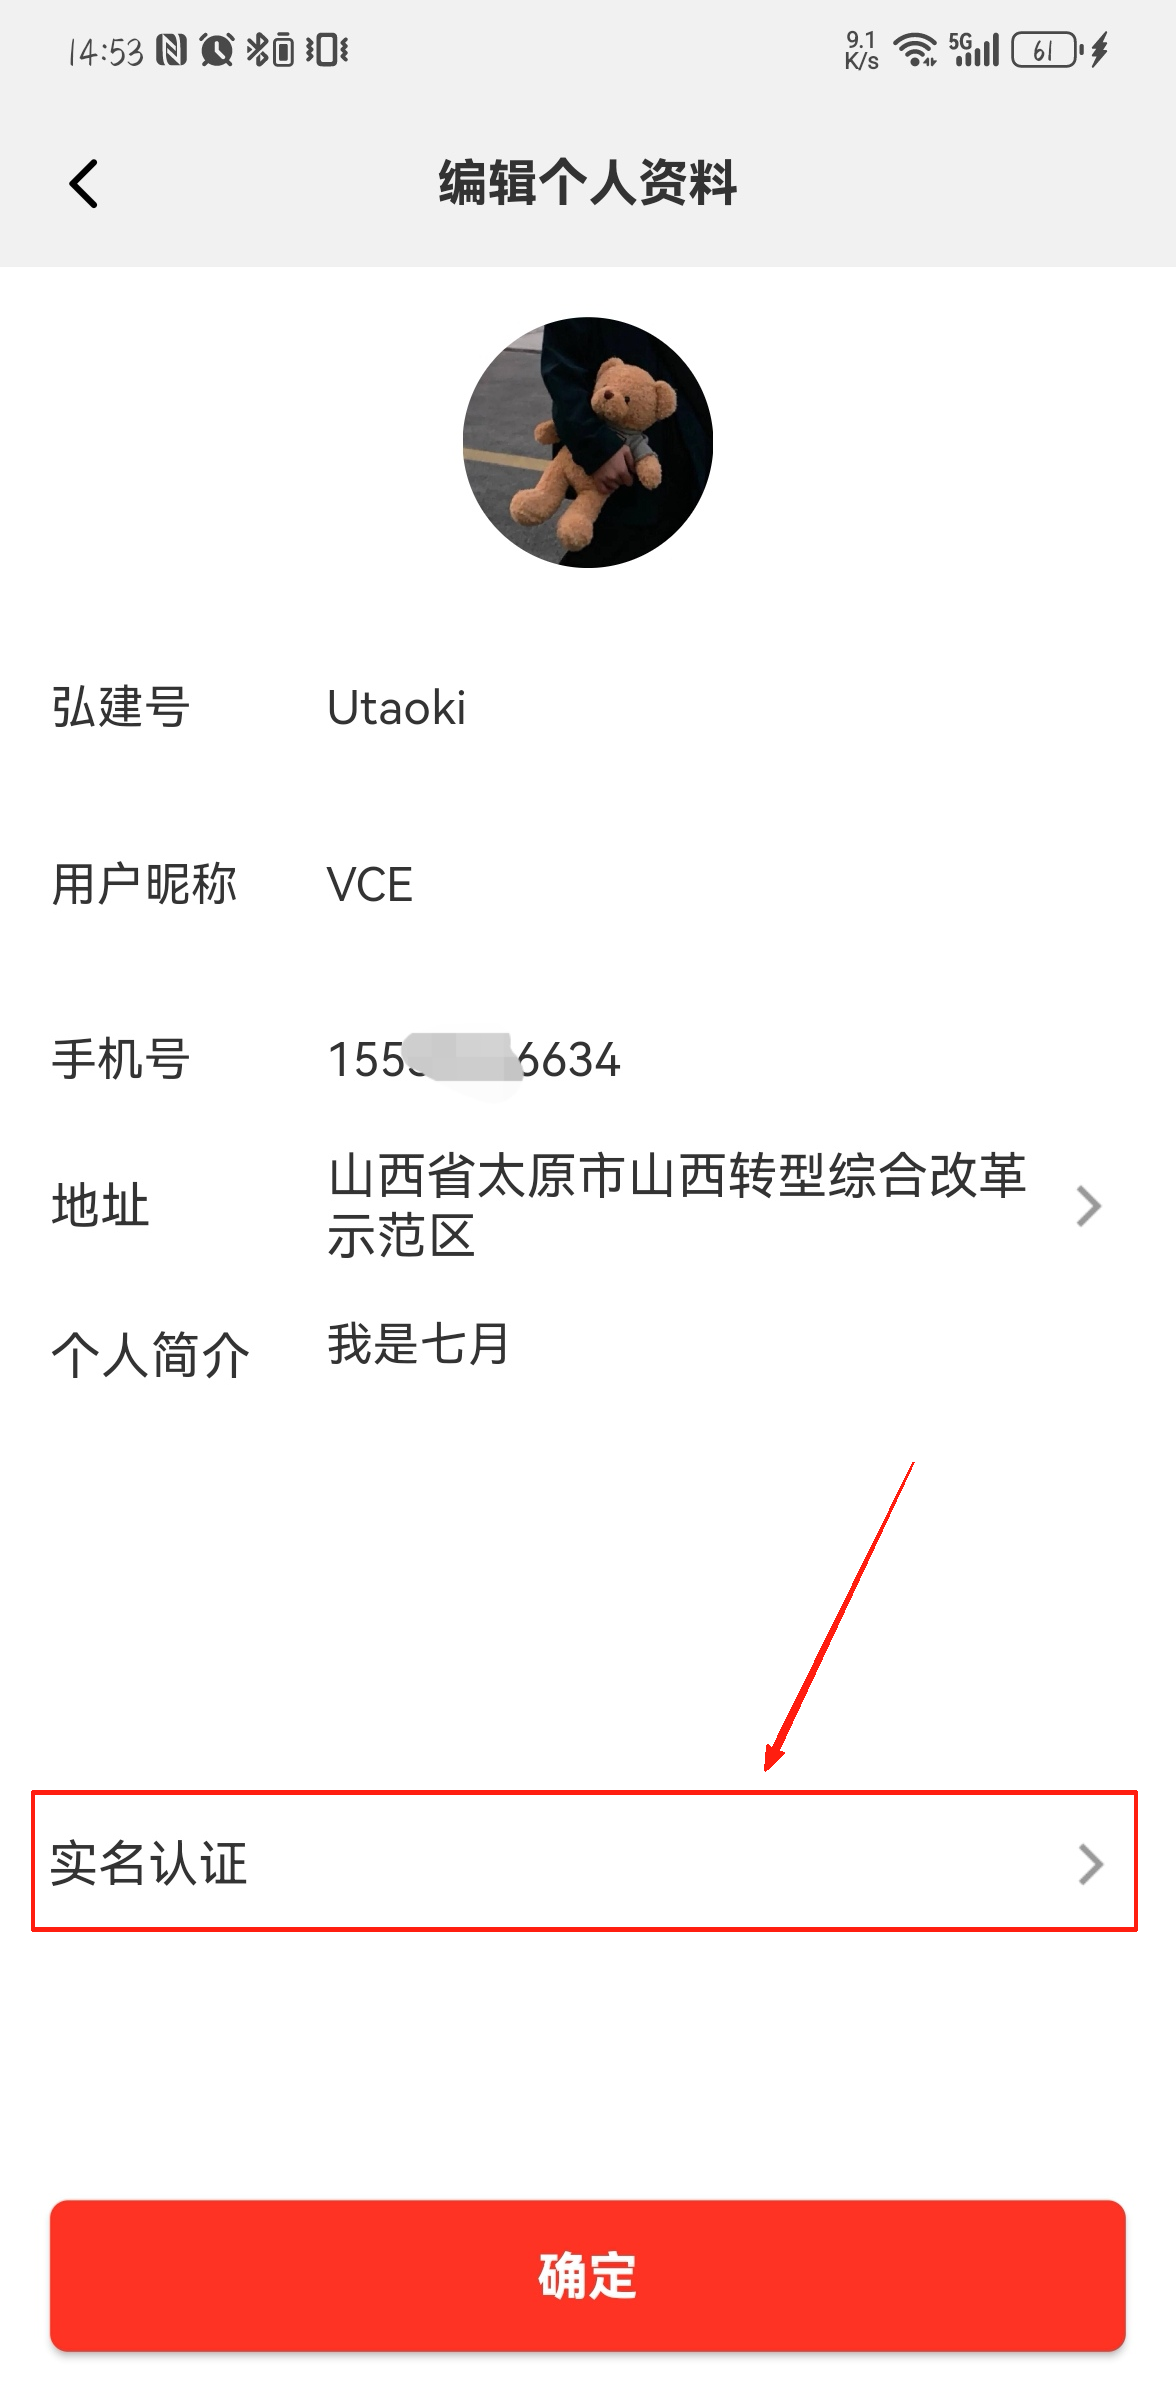 14:53
9.1
K/s
5G
61
编辑个人资料
弘建号 Utaoki
用户昵称 VCE
手机号 155 6634
地址 山西省太原市山西转型综合改革
示范区
个人简介 我是七月
实名认证
确定